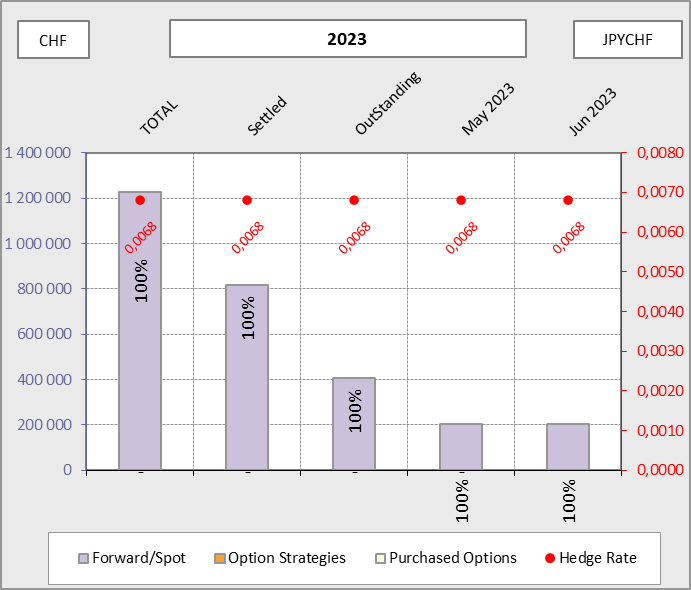 CHF
2023
JPYCHF
TOTAL
Settled
OutStanding
May 2023
Jun 2023
1 400 000
1 200 000
1 000 000
800 000
600 000
400 000
200 000
0
0,0080
0,0070
0,0060
0,0050
0,0040
0,0030
0,0020
0,0010
0,0000
0,0068
0,0068
0,0068
0,0068
0,0068
100%
100%
100%
100%
100%
-
-
-
-
-
Forward/Spot
Option Strategies
Purchased Options
Hedge Rate